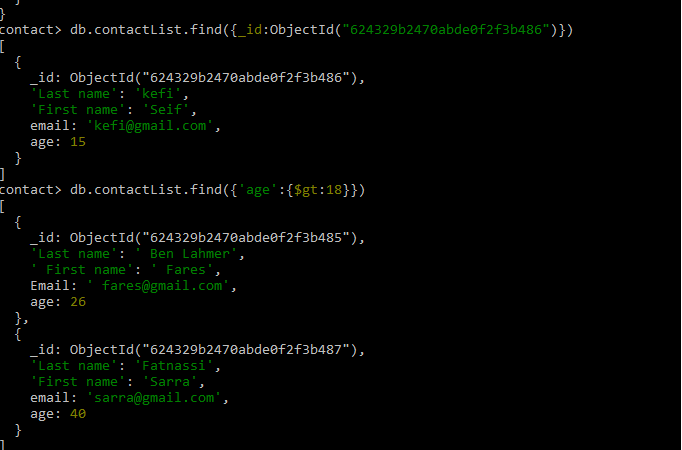 }
contact> db.contactList.find({_id:ObjectId("624329b2470abde0f2f3b486")})
[
  {
    _id: ObjectId("624329b2470abde0f2f3b486"),
    'Last name': 'kefi',
    'First name': 'Seif',
    email: 'kefi@gmail.com',
    age: 15
  }
]
contact> db.contactList.find({'age':{$gt:18}})
[
  {
    _id: ObjectId("624329b2470abde0f2f3b485"),
    'Last name': ' Ben Lahmer',
    ' First name': ' Fares',
    Email: ' fares@gmail.com',
    age: 26
  },
  {
    _id: ObjectId("624329b2470abde0f2f3b487"),
    'Last name': 'Fatnassi',
    'First name': 'Sarra',
    email: 'sarra@gmail.com',
    age: 40
  }
]